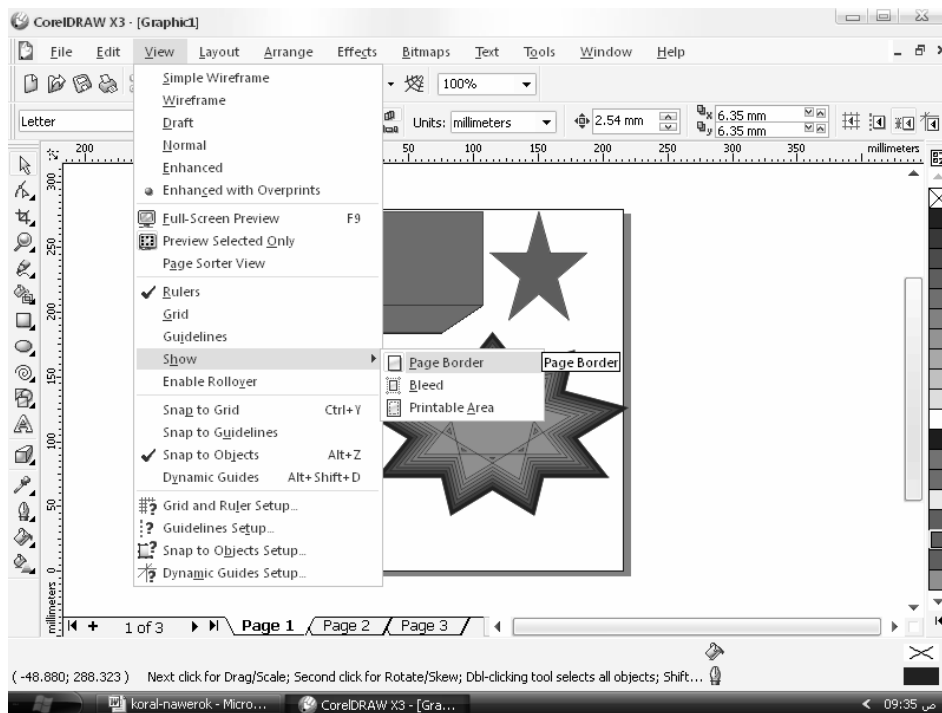 CorelDRAW X3 - [Graphic1]
File Edit View Layout Arrange Effects Bitmaps Text Tools Window Help
100%
Letter
Units: millimeters 2.54 mm x 6.35 mm
y 6.35 mm
200 50 100 150 200 250 300 350 millimeters
Simple Wireframe
Wireframe
Draft
Normal
Enhanced
Enhanced with Overprints
Full-Screen Preview F9
Preview Selected Only
Page Sorter View
Rulers
Grid
Guidelines
Show
Page Border Page Border
Enable Rollover
Bleed
Printable Area
Snap to Grid Ctrl+Y
Snap to Guidelines
Snap to Objects Alt+Z
Dynamic Guides Alt+Shift+D
Grid and Ruler Setup...
Guidelines Setup...
Snap to Objects Setup...
Dynamic Guides Setup...
300
250
200
150
100
50
0
millimeters
1 of 3 Page 1 Page 2 Page 3
( -48.880; 288.323 ) Next click for Drag/Scale; Second click for Rotate/Skew; Dbl-clicking tool selects all objects; Shift...
koral-nawerok - Micro... CorelDRAW X3 - [Gra... 09:35 ص